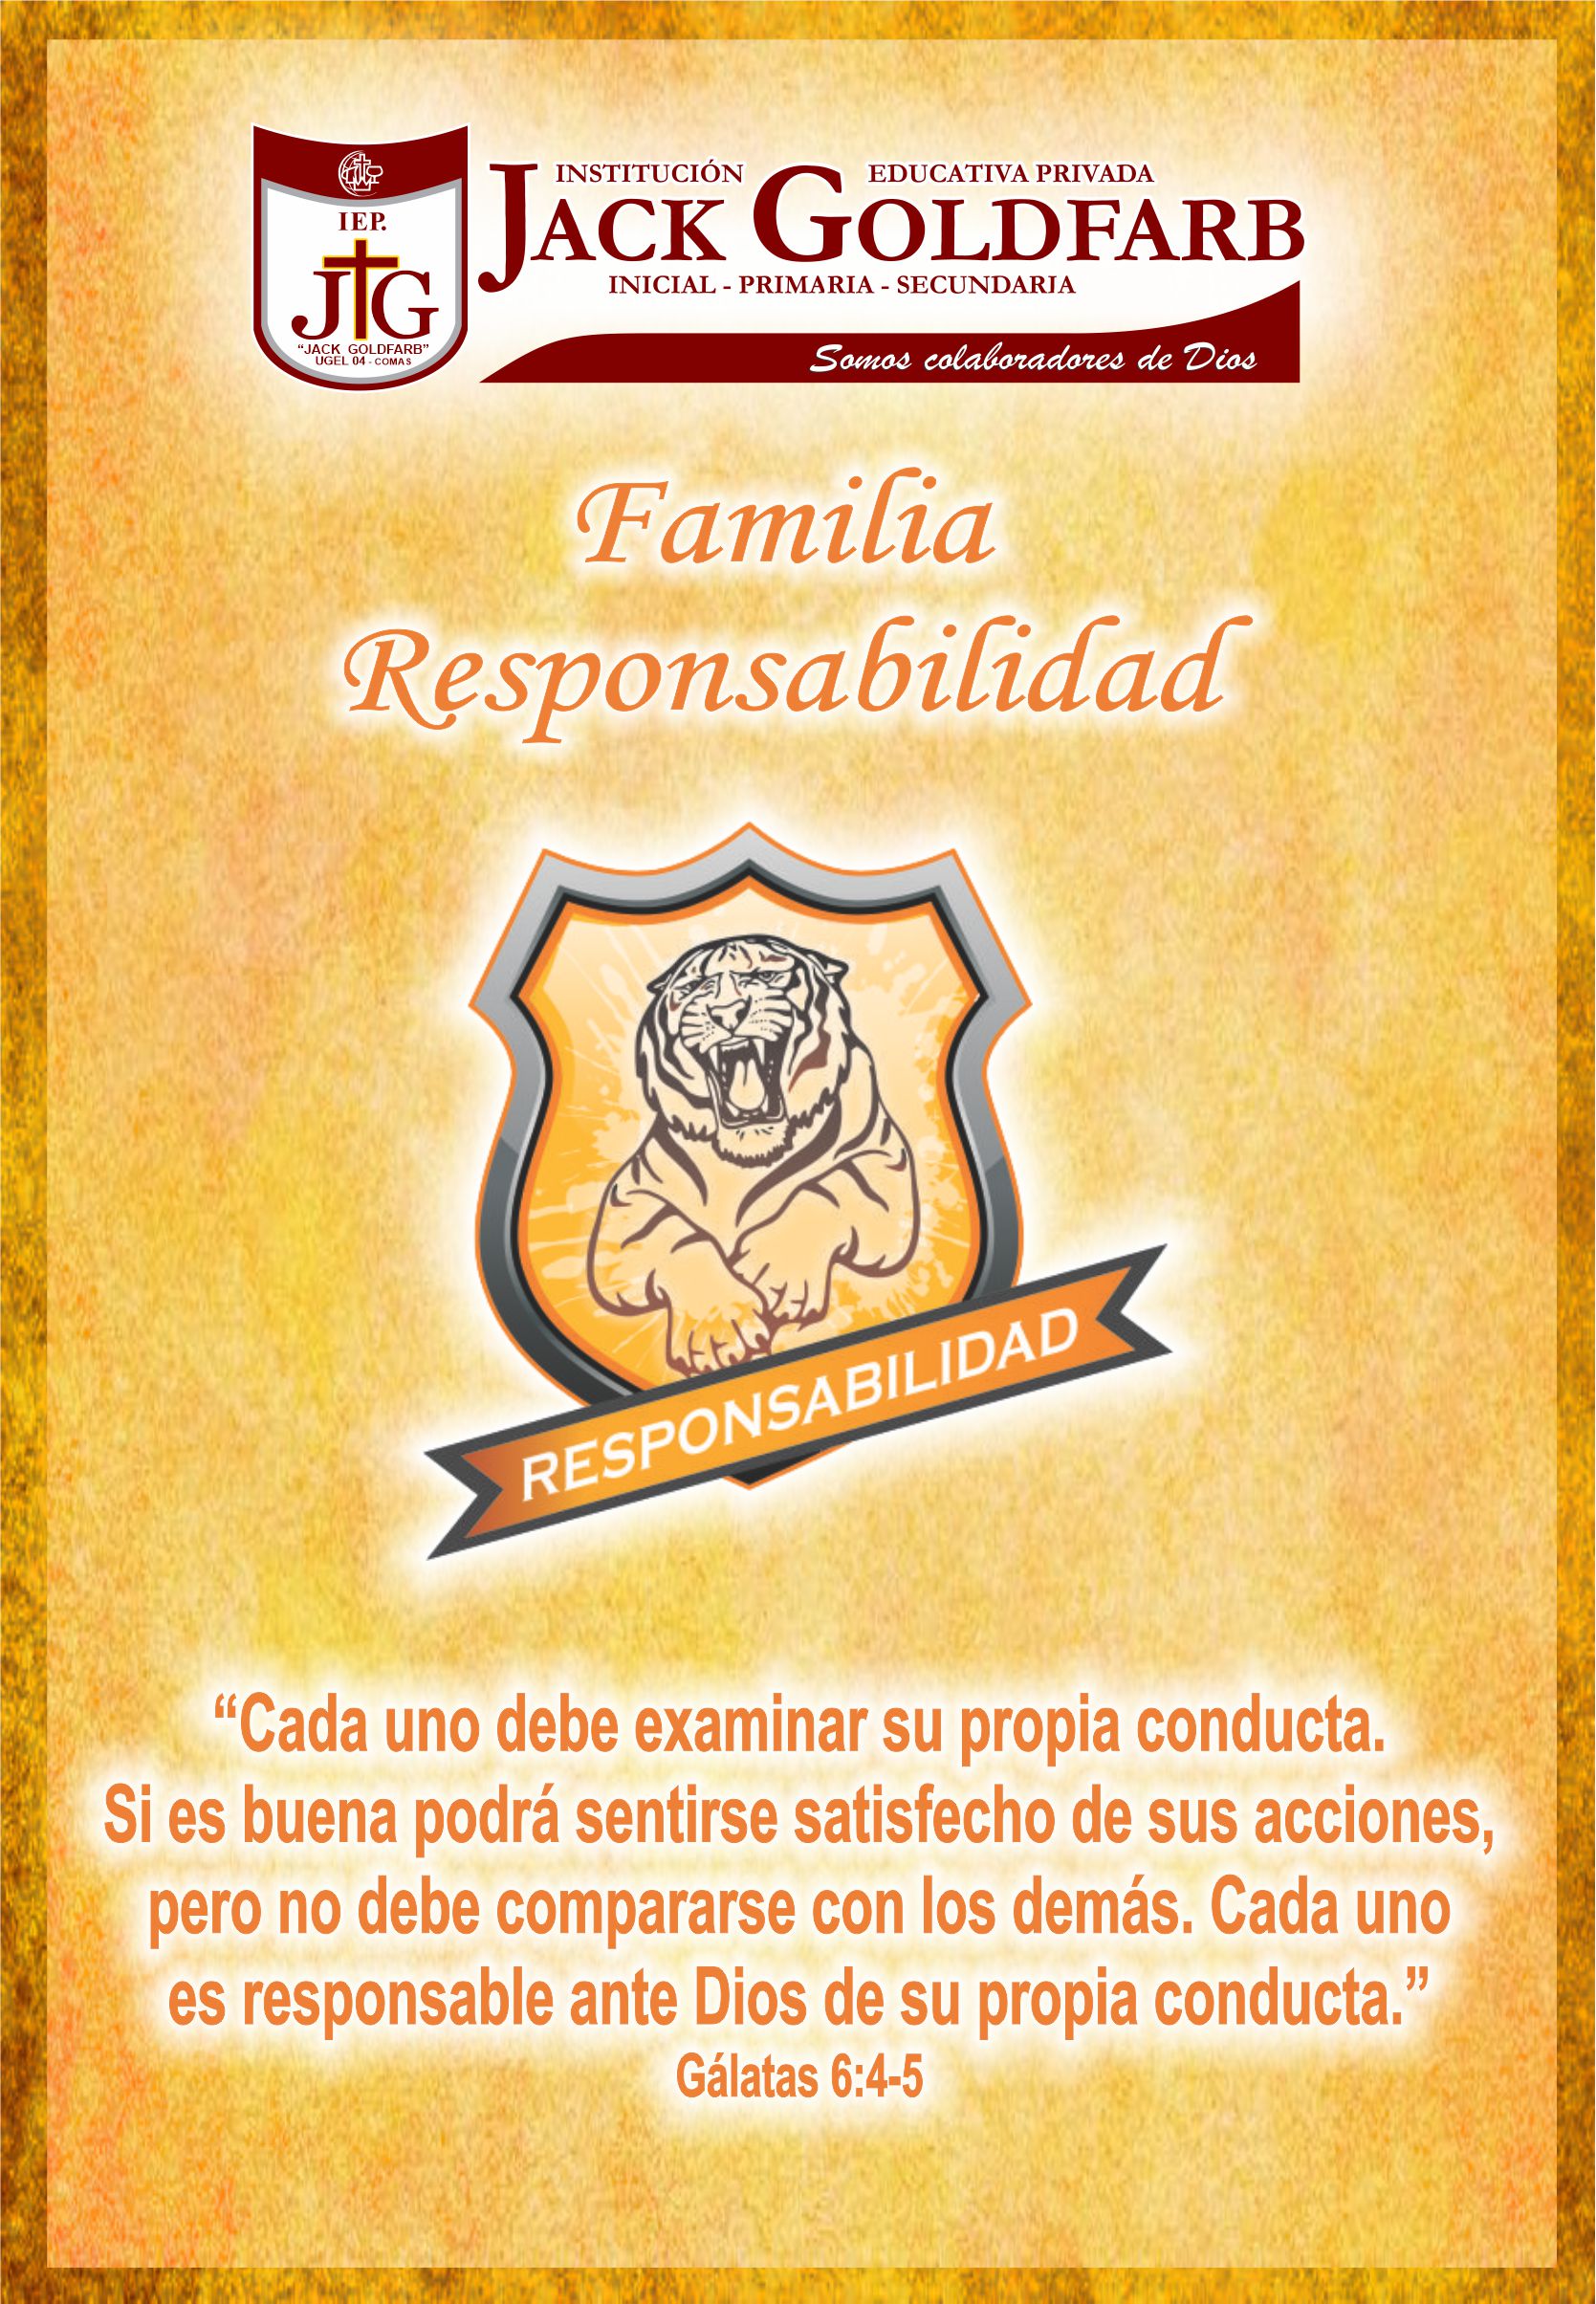 IEP.
JTG
"JACK GOLDFARB"
UGEL 04 - COMAS
INSTITUCIÓN EDUCATIVA PRIVADA
JACK GOLDFARB
INICIAL - PRIMARIA - SECUNDARIA
Somos colaboradores de Dios
Familia
Responsabilidad
RESPONSABILIDAD
“Cada uno debe examinar su propia conducta.
Si es buena podrá sentirse satisfecho de sus acciones,
pero no debe compararse con los demás. Cada uno
es responsable ante Dios de su propia conducta.”
Gálatas 6:4-5